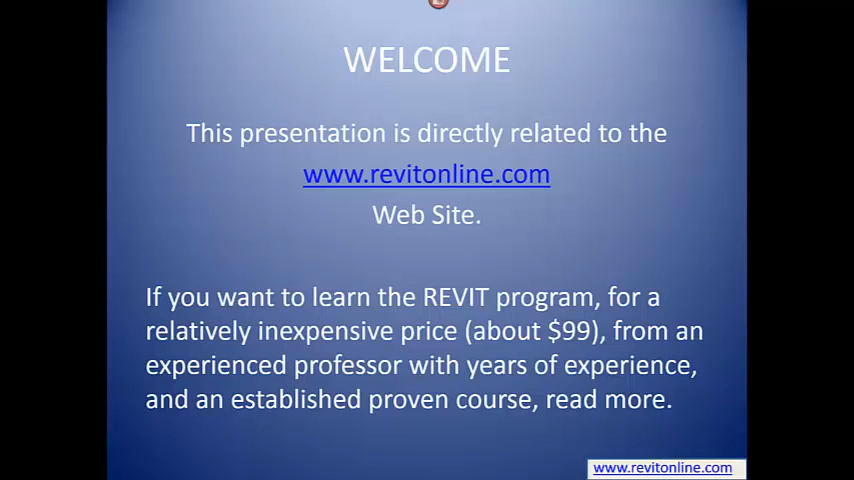 WELCOME
This presentation is directly related to the
www.revitonline.com
Web Site.
If you want to learn the REVIT program, for a
relatively inexpensive price (about $99), from an
experienced professor with years of experience,
and an established proven course, read more.
www.revitonline.com